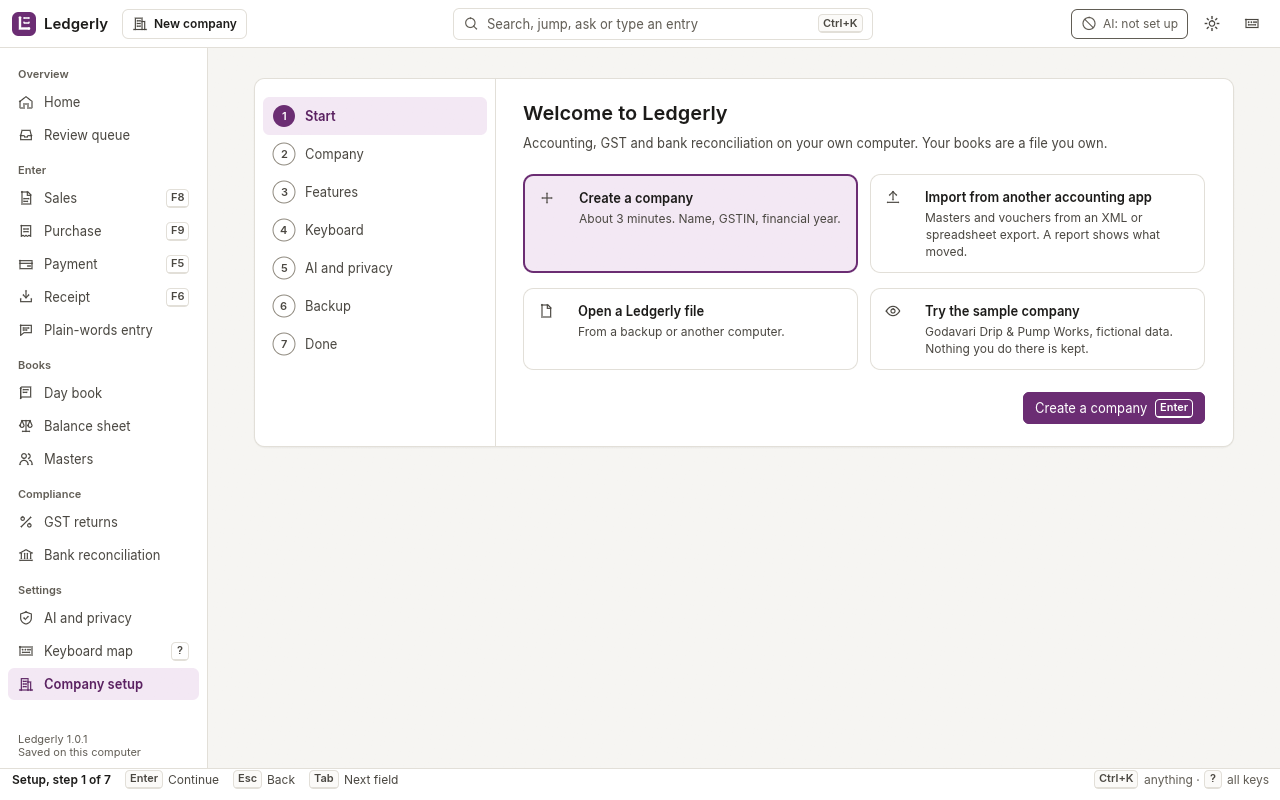 Ledgerly
New company
Search, jump, ask or type an entry
Ctrl+K
AI: not set up
Overview
Home
Review queue
Enter
Sales F8
Purchase F9
Payment F5
Receipt F6
Plain-words entry
Books
Day book
Balance sheet
Masters
Compliance
GST returns
Bank reconciliation
Settings
AI and privacy
Keyboard map ?
Company setup
Ledgerly 1.0.1
Saved on this computer
1 Start
2 Company
3 Features
4 Keyboard
5 AI and privacy
6 Backup
7 Done
Welcome to Ledgerly
Accounting, GST and bank reconciliation on your own computer. Your books are a file you own.
Create a company
About 3 minutes. Name, GSTIN, financial year.
Import from another accounting app
Masters and vouchers from an XML or
spreadsheet export. A report shows what
moved.
Open a Ledgerly file
From a backup or another computer.
Try the sample company
Godavari Drip & Pump Works, fictional data.
Nothing you do there is kept.
Create a company Enter
Setup, step 1 of 7 Enter Continue Esc Back Tab Next field
Ctrl+K anything · ? all keys